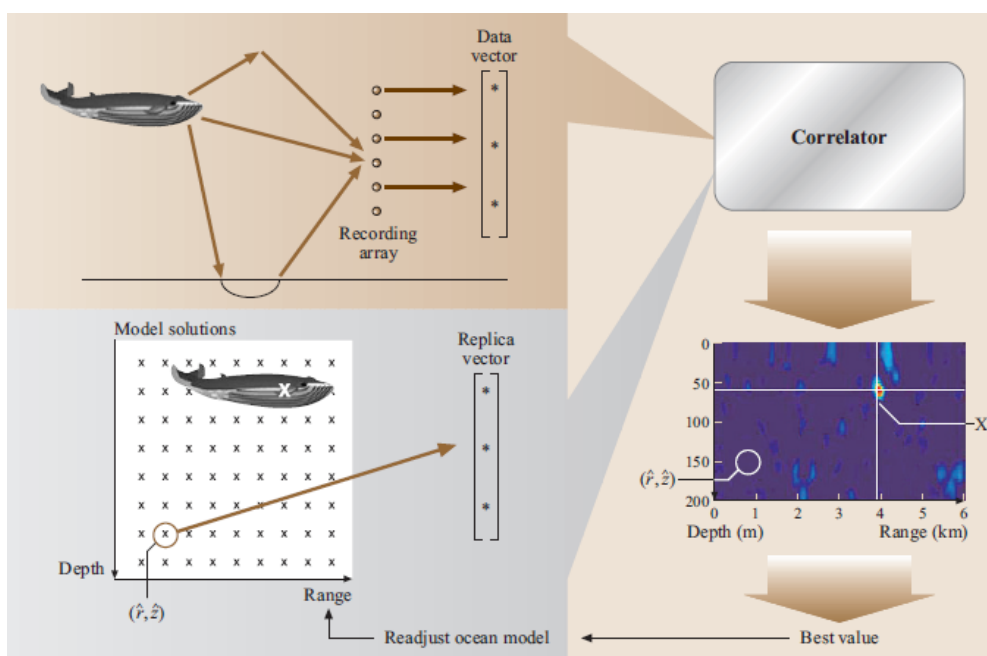 Data
vector
*
*
*
Recording
array
Correlator
Model solutions
x x x x x x x x
x
X
x x x x x x x x
x x x x x x x x
x x x x x x x x
x x x x x x x x
x x x x x x x x
x x x x x x x x
Depth
Range
(r̂,ẑ)
Replica
vector
*
*
*
0
50
100
150
200
0 1 2 3 4 5 6
Depth (m) Range (km)
X
(r̂,ẑ)
Readjust ocean model
Best value